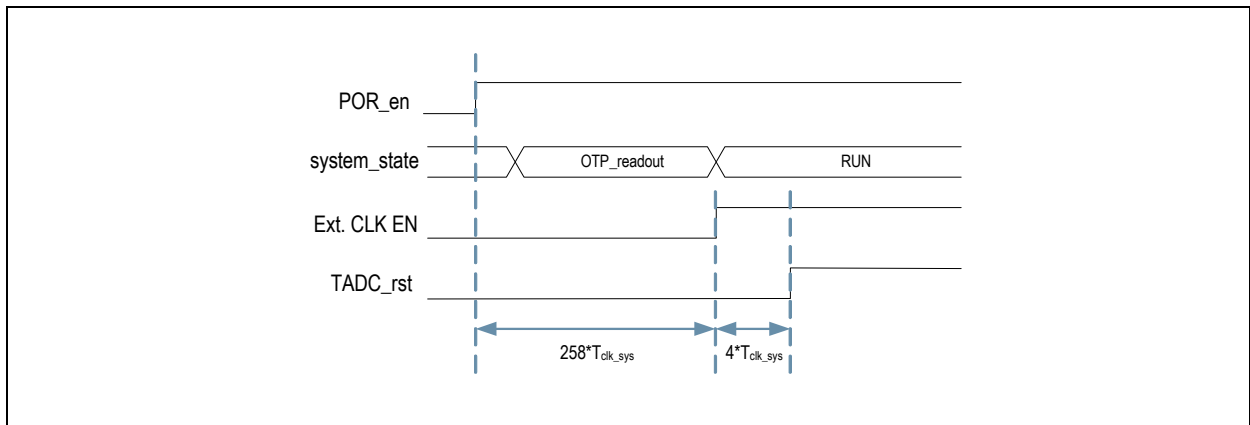 POR_en
system_state
OTP_readout
RUN
Ext. CLK EN
TADC_rst
258*Tclk_sys
4*Tclk_sys